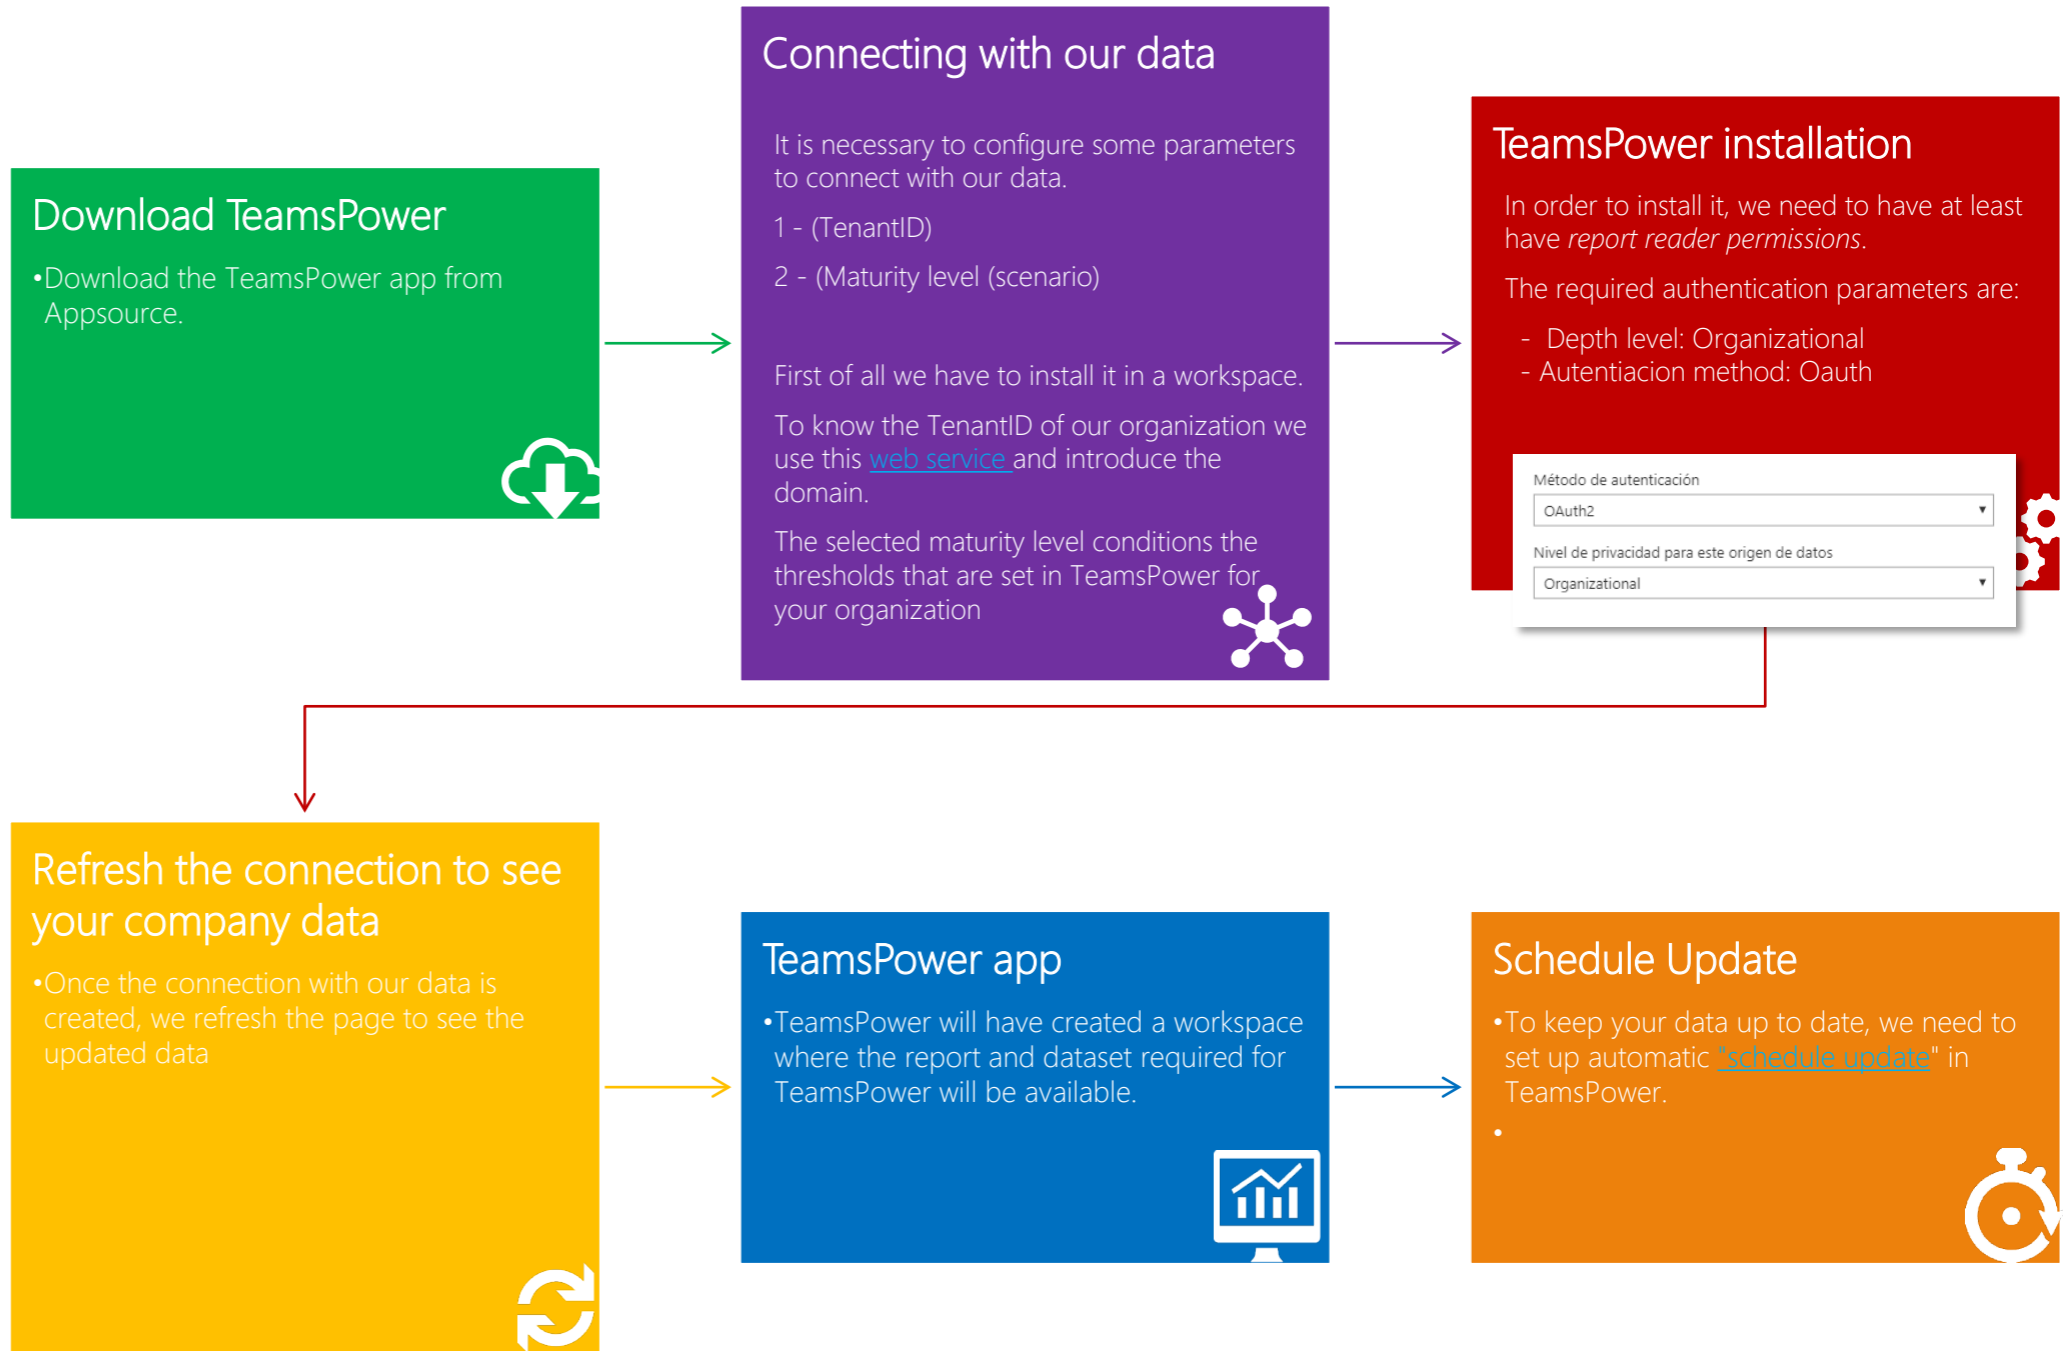 Download TeamsPower
•Download the TeamsPower app from
Appsource.
Connecting with our data
It is necessary to configure some parameters
to connect with our data.
1 - (TenantID)
2 - (Maturity level (scenario)
First of all we have to install it in a workspace.
To know the TenantID of our organization we
use this web service and introduce the
domain.
The selected maturity level conditions the
thresholds that are set in TeamsPower for
your organization
TeamsPower installation
In order to install it, we need to have at least
have report reader permissions.
The required authentication parameters are:
- Depth level: Organizational
- Autentiacion method: Oauth
Método de autenticación
OAuth2
Nivel de privacidad para este origen de datos
Organizational
Refresh the connection to see
your company data
•Once the connection with our data is
created, we refresh the page to see the
updated data
TeamsPower app
•TeamsPower will have created a workspace
where the report and dataset required for
TeamsPower will be available.
Schedule Update
•To keep your data up to date, we need to
set up automatic "schedule update" in
TeamsPower.
•